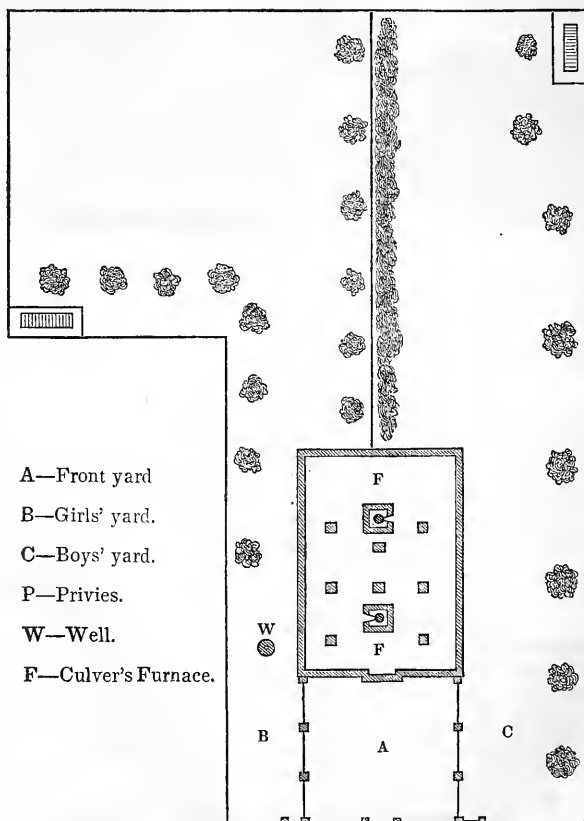 F
A—Front yard
B—Girls' yard.
C—Boys' yard.
P—Privies.
W—Well.
F—Culver's Furnace.
W
F
B
A
C